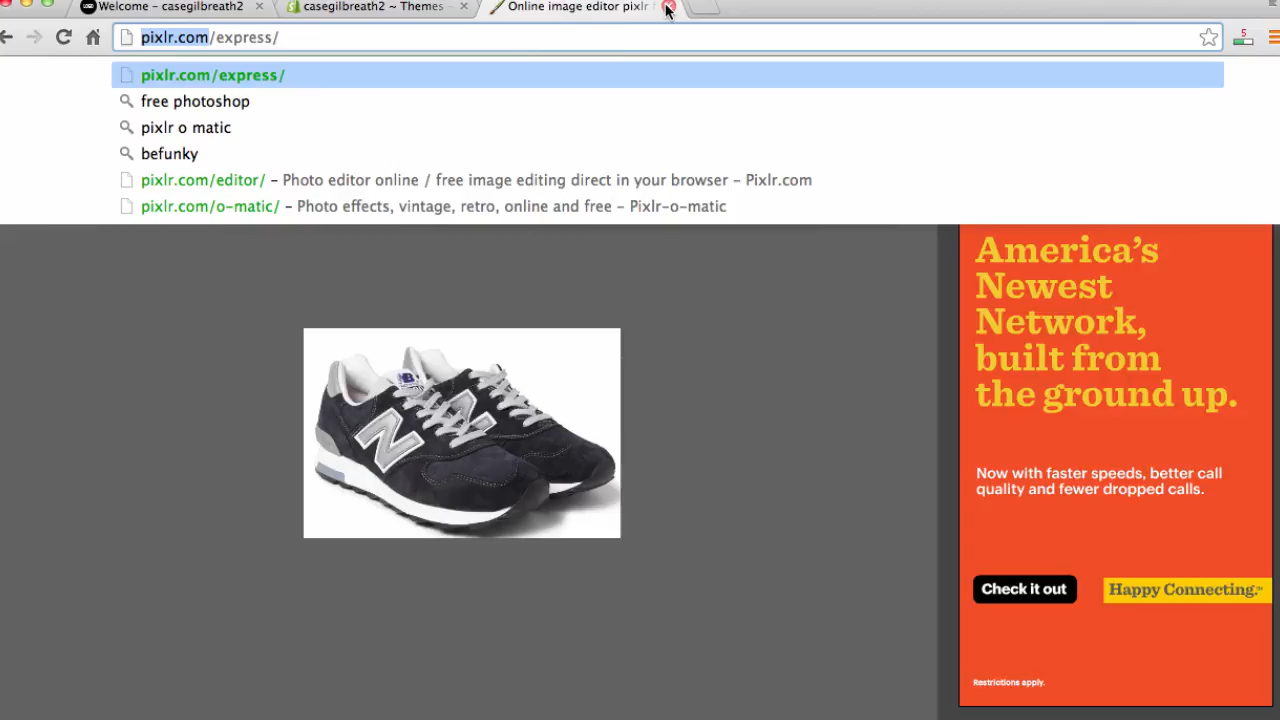 Welcome – casegilbreath2
casegilbreath2 ~ Themes ~
Online image editor pixlr
pixlr.com/express/
5
pixlr.com/express/
free photoshop
pixlr o matic
befunky
pixlr.com/editor/ – Photo editor online / free image editing direct in your browser – Pixlr.com
pixlr.com/o-matic/ – Photo effects, vintage, retro, online and free – Pixlr-o-matic
America's
Newest
Network,
built from
the ground up.
Now with faster speeds, better call
quality and fewer dropped calls.
Check it out
Happy Connecting.™
Restrictions apply.
N